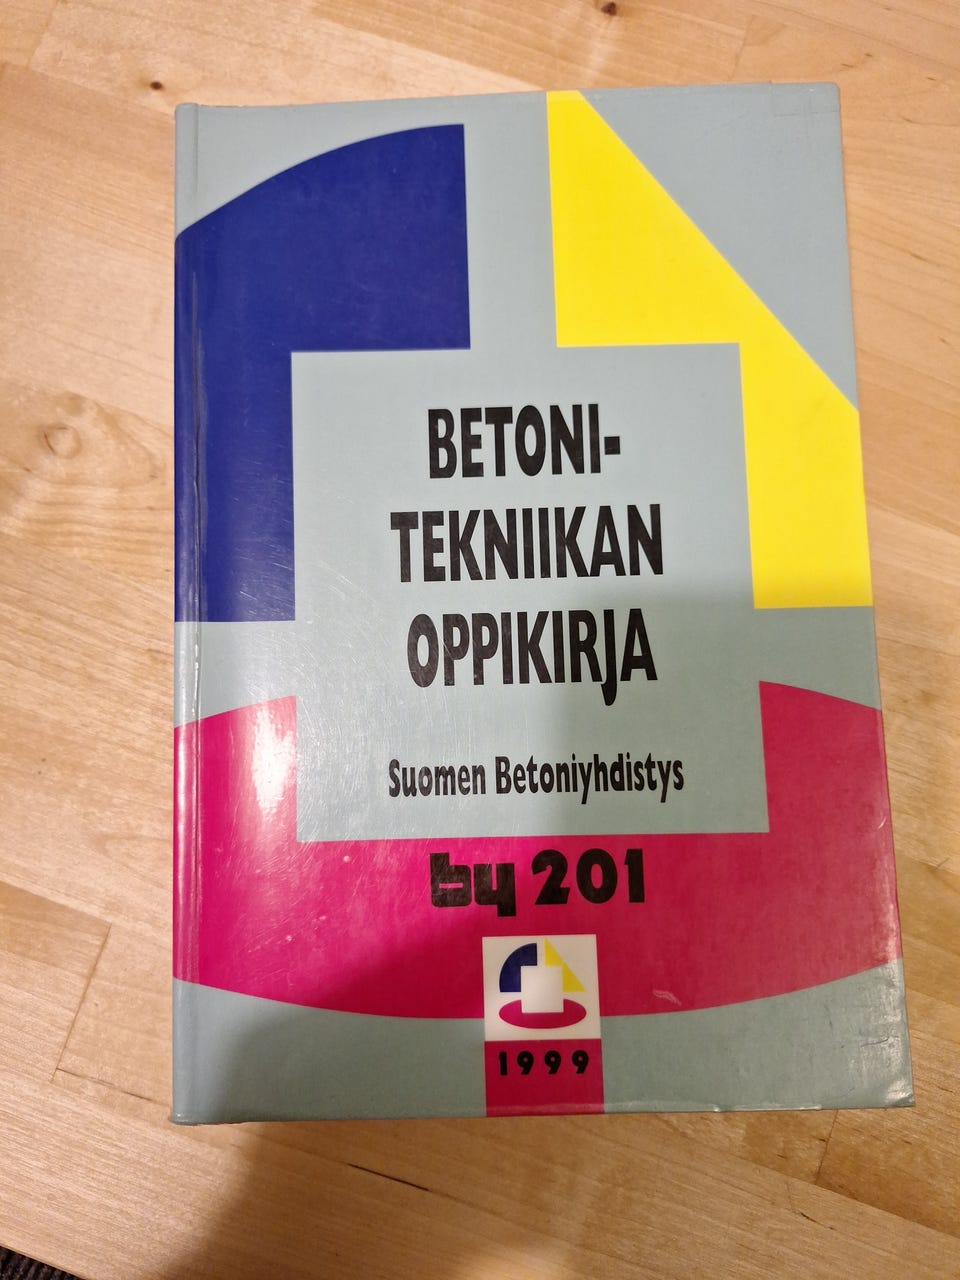 BETONI-
TEKNIIKAN
OPPIKIRJA
Suomen Betoniyhdistys
by 201
1999